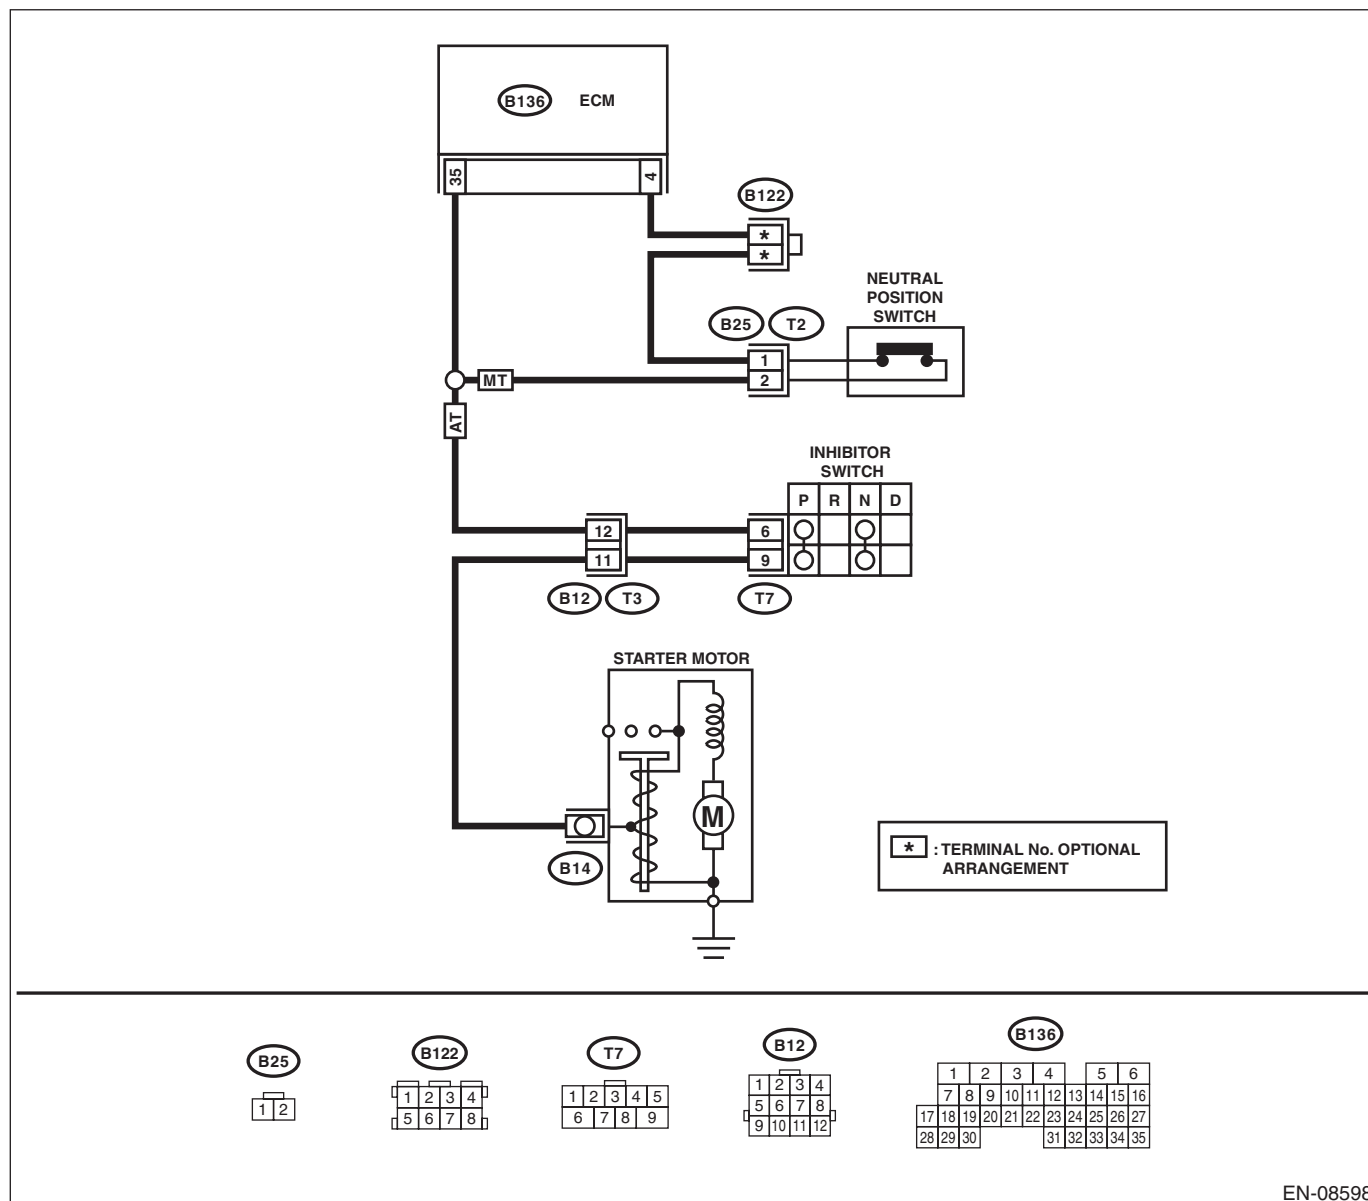 B136 ECM
35 4
B122
*
*
NEUTRAL
POSITION
SWITCH
B25 T2
1
2
MT
AT
INHIBITOR
SWITCH
P R N D
12 6
11 9
B12 T3 T7
STARTER MOTOR
M
B14
* : TERMINAL No. OPTIONAL
ARRANGEMENT
B25
1 2
B122
1 2 3 4
5 6 7 8
T7
1 2 3 4 5
6 7 8 9
B12
1 2 3 4
5 6 7 8
9 10 11 12
B136
1 2 3 4 5 6
7 8 9 10 11 12 13 14 15 16
17 18 19 20 21 22 23 24 25 26 27
28 29 30 31 32 33 34 35
EN-08598